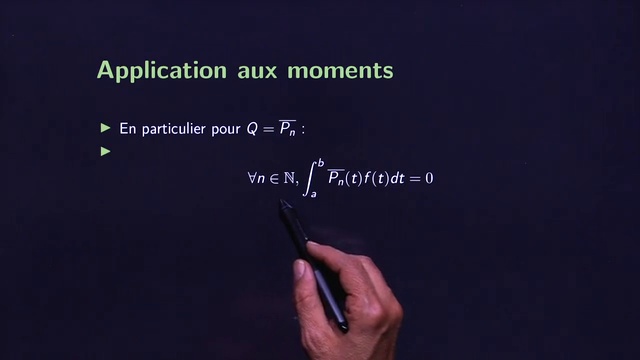 Application aux moments
▶ En particulier pour Q = $\overline{P_n}$ :
▶
$\forall n \in \mathbb{N}, \int_a^b \overline{P_n}(t)f(t)dt = 0$